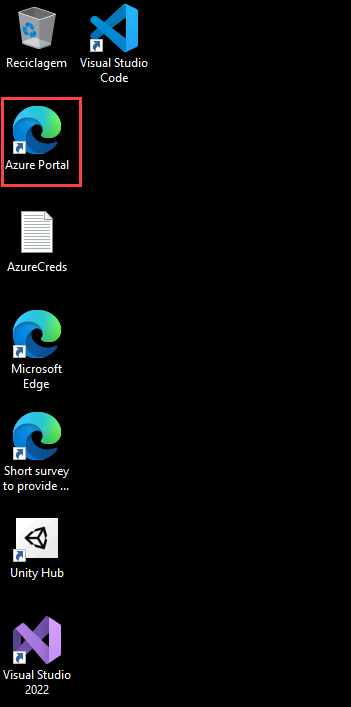 Reciclagem
Visual Studio
Code
Azure Portal
AzureCreds
Microsoft
Edge
Short survey
to provide ...
Unity Hub
Visual Studio
2022